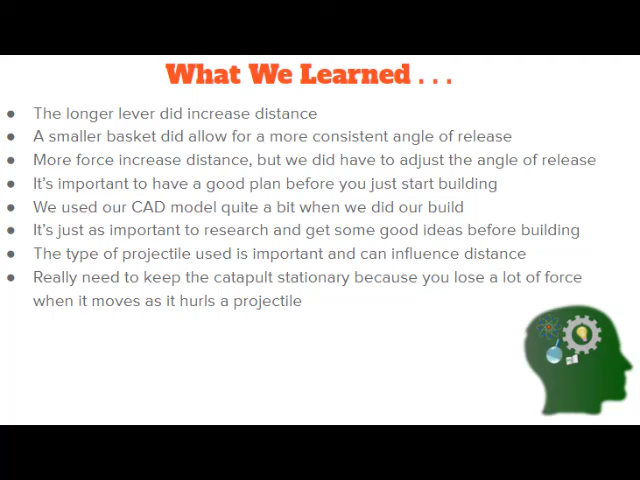 What We Learned . . .
● The longer lever did increase distance
● A smaller basket did allow for a more consistent angle of release
● More force increase distance, but we did have to adjust the angle of release
● It's important to have a good plan before you just start building
● We used our CAD model quite a bit when we did our build
● It's just as important to research and get some good ideas before building
● The type of projectile used is important and can influence distance
● Really need to keep the catapult stationary because you lose a lot of force
when it moves as it hurls a projectile